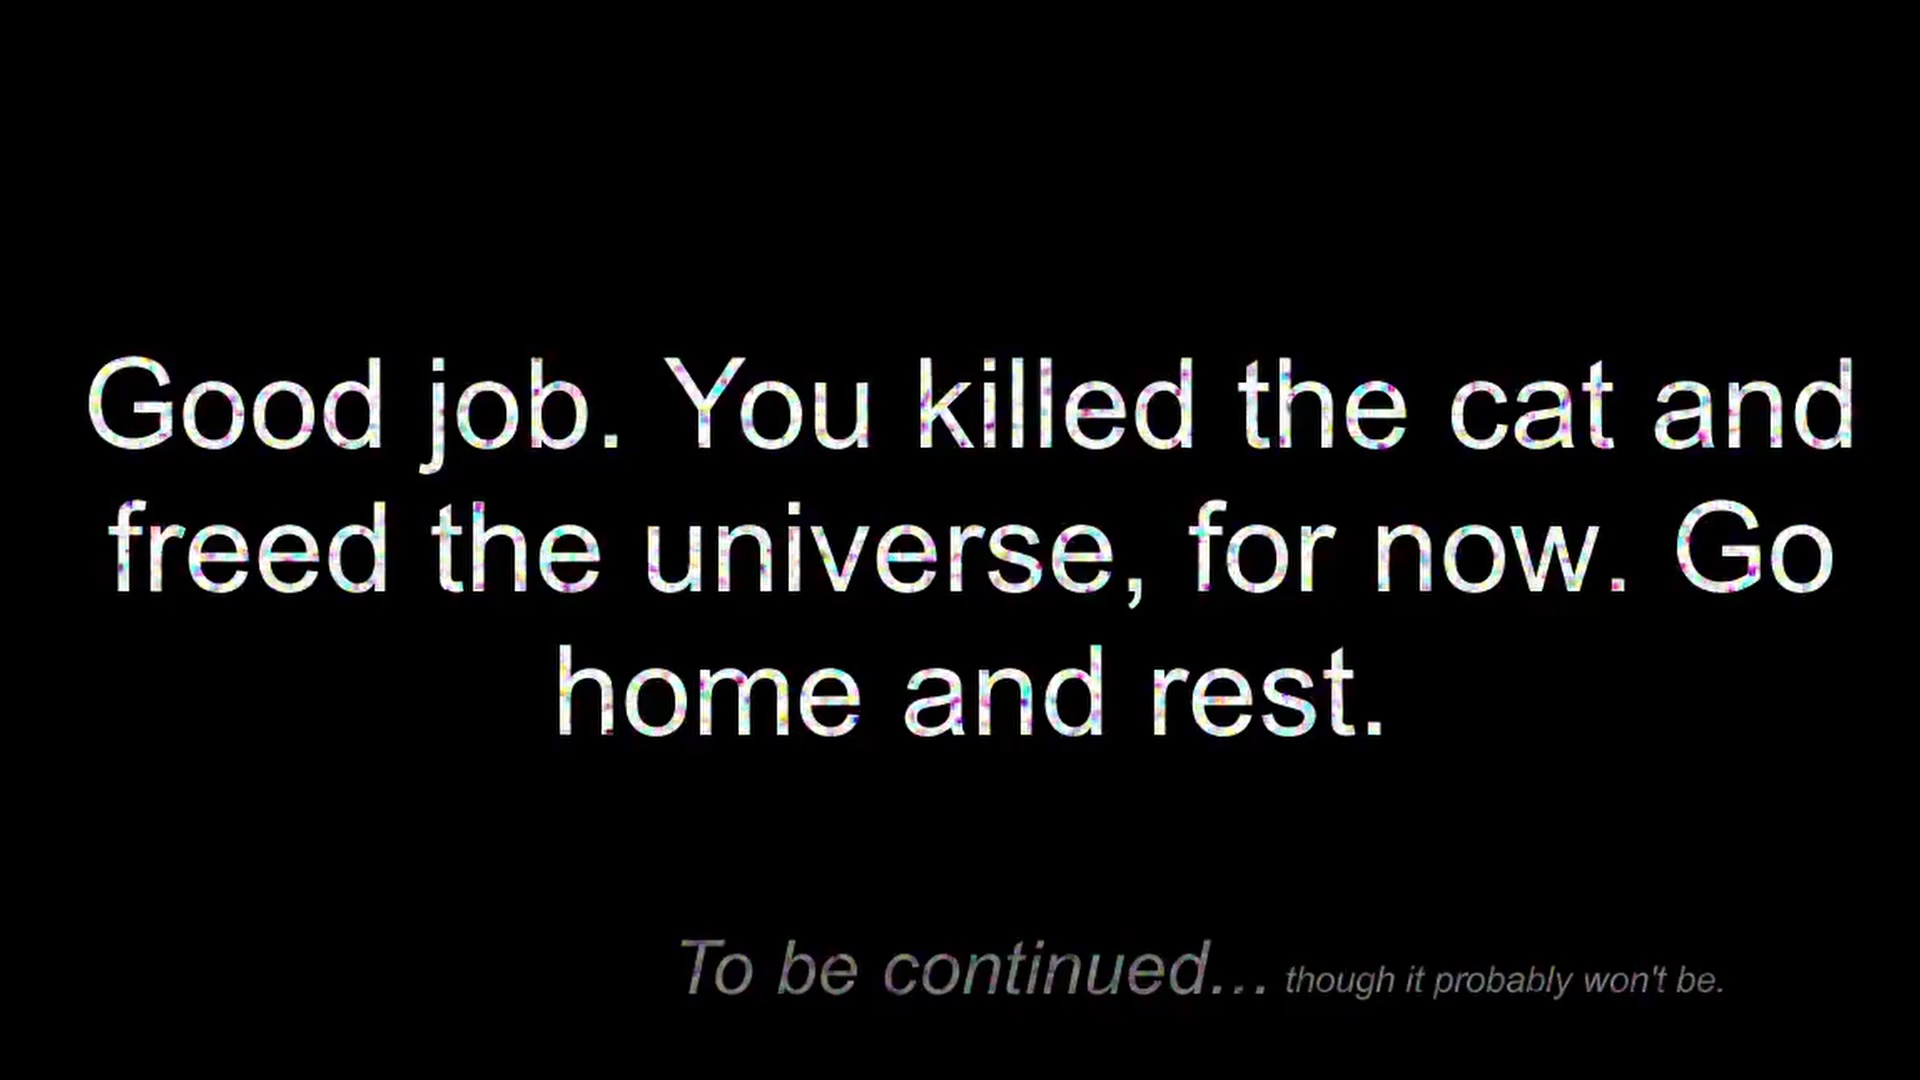 Good job. You killed the cat and
freed the universe, for now. Go
home and rest.
To be continued... though it probably won't be.